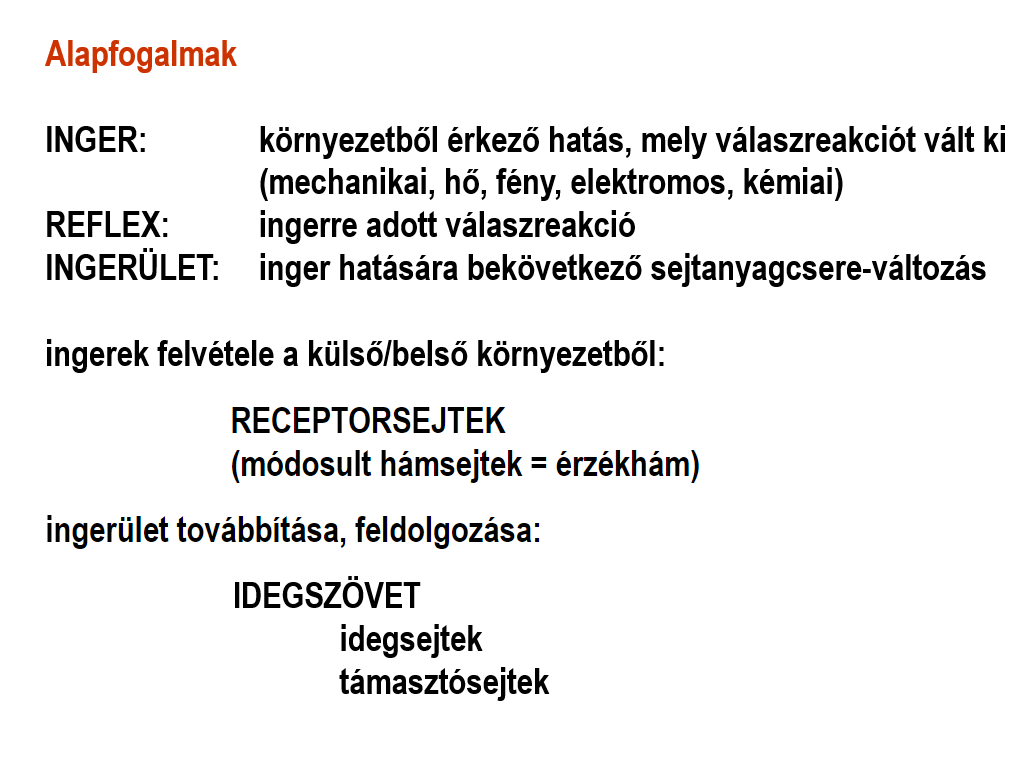 Alapfogalmak
INGER: környezetből érkező hatás, mely válaszreakciót vált ki
(mechanikai, hő, fény, elektromos, kémiai)
REFLEX: ingerre adott válaszreakció
INGERÜLET: inger hatására bekövetkező sejtanyagcsere-változás
ingerek felvétele a külső/belső környezetből:
RECEPTORSEJTEK
(módosult hámsejtek = érzékhám)
ingerület továbbítása, feldolgozása:
IDEGSZÖVET
idegsejtek
támasztósejtek